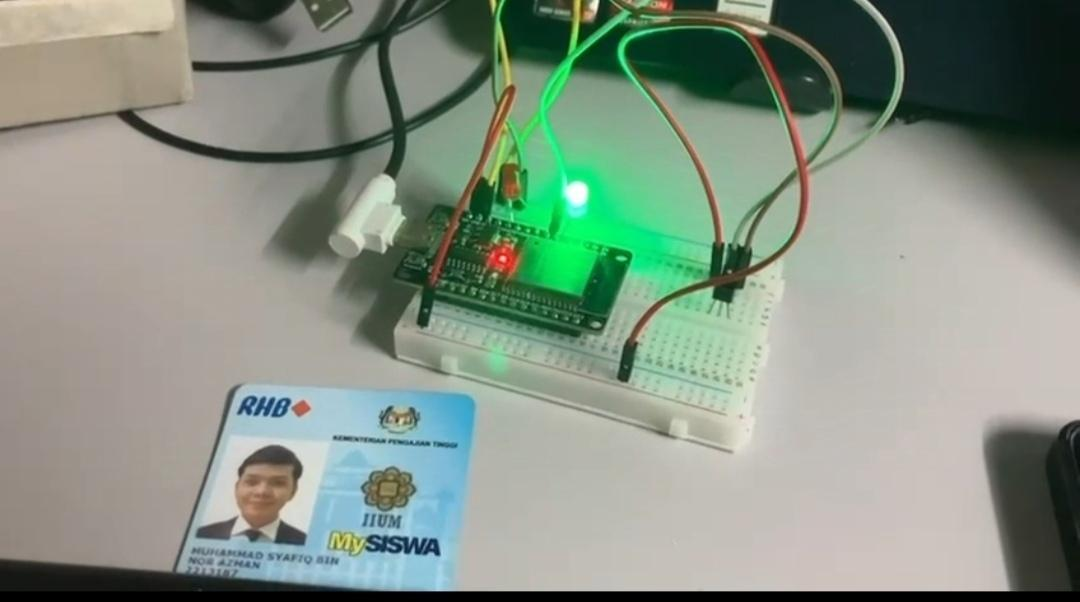 RHB
KEMENTERIAN PENGAJIAN TINGGI
IIUM
MySISWA
MUHAMMAD SYAFIQ BIN
NOR AZMAN
2213187